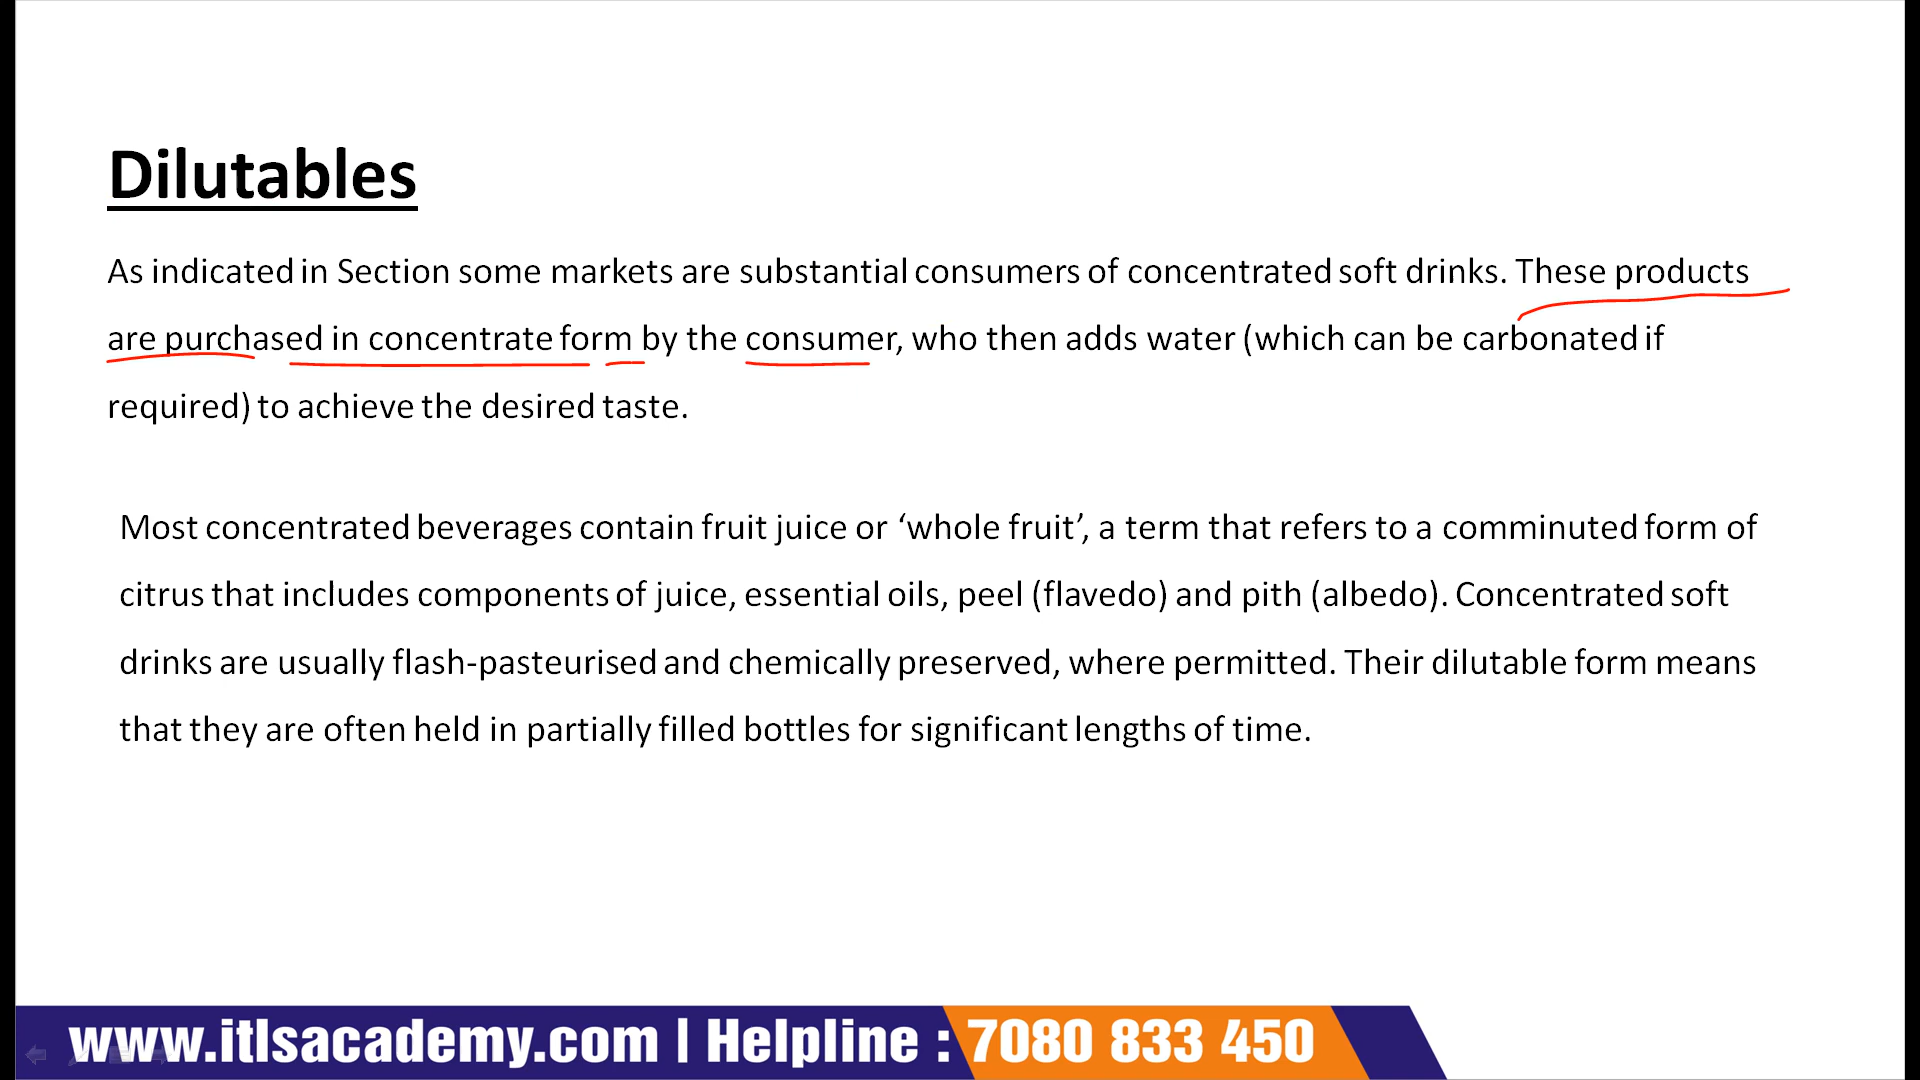 Dilutables
As indicated in Section some markets are substantial consumers of concentrated soft drinks. These products
are purchased in concentrate form by the consumer, who then adds water (which can be carbonated if
required) to achieve the desired taste.
Most concentrated beverages contain fruit juice or ‘whole fruit’, a term that refers to a comminuted form of
citrus that includes components of juice, essential oils, peel (flavedo) and pith (albedo). Concentrated soft
drinks are usually flash-pasteurised and chemically preserved, where permitted. Their dilutable form means
that they are often held in partially filled bottles for significant lengths of time.
www.itlsacademy.com | Helpline : 7080 833 450